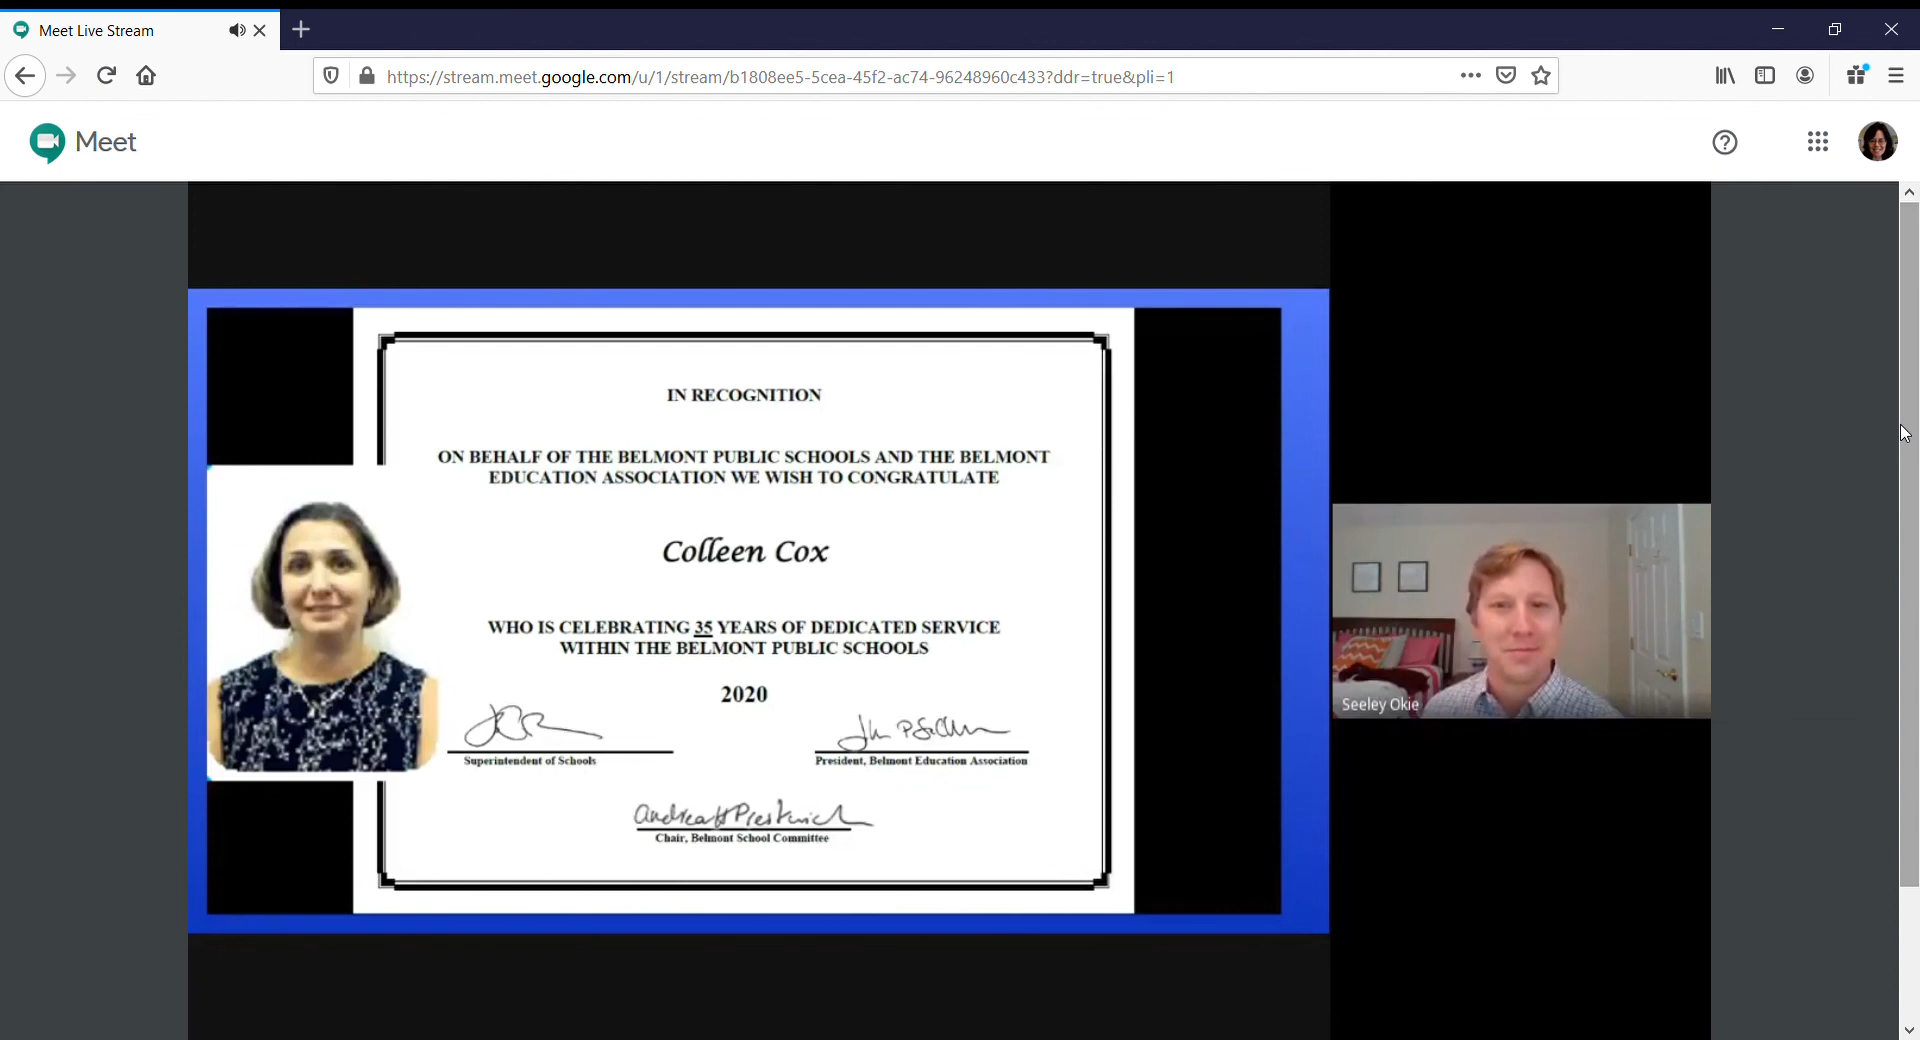 Meet Live Stream
https://stream.meet.google.com/u/1/stream/b1808ee5-5cea-45f2-ac74-96248960c433?ddr=true&pli=1
Meet
IN RECOGNITION
ON BEHALF OF THE BELMONT PUBLIC SCHOOLS AND THE BELMONT
EDUCATION ASSOCIATION WE WISH TO CONGRATULATE
Colleen Cox
WHO IS CELEBRATING 35 YEARS OF DEDICATED SERVICE
WITHIN THE BELMONT PUBLIC SCHOOLS
2020
Superintendent of Schools
President, Belmont Education Association
Chair, Belmont School Committee
Seeley Okie